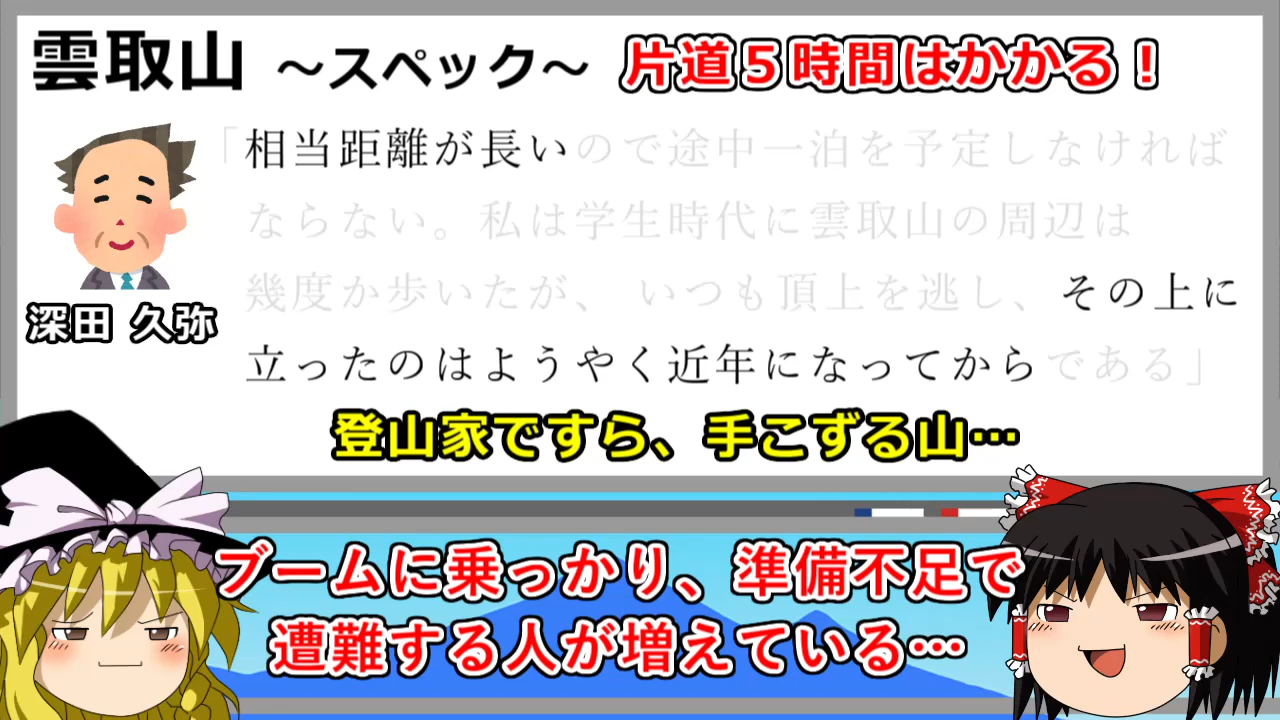 雲取山 ～スペック～ 片道５時間はかかる！
「相当距離が長いので途中一泊を予定しなければ
ならない。私は学生時代に雲取山の周辺は
幾度か歩いたが、いつも頂上を逃し、その上に
立ったのはようやく近年になってからである」
深田 久弥
登山家ですら、手こずる山…
ブームに乗っかり、準備不足で
遭難する人が増えている…